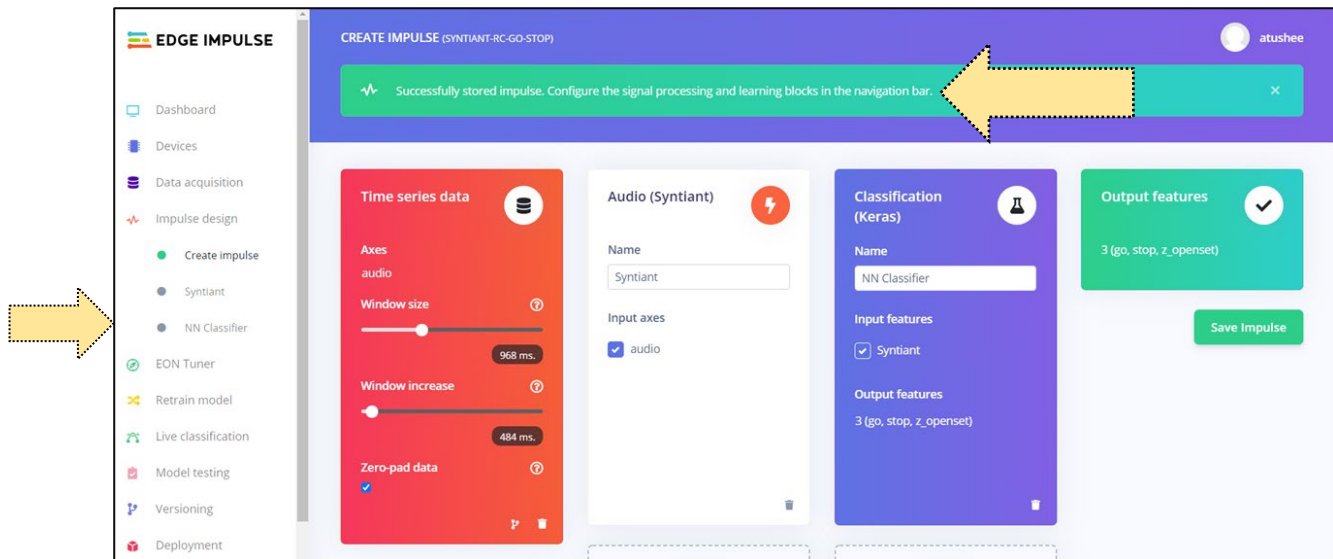 EDGE IMPULSE
Dashboard
Devices
Data acquisition
Impulse design
Create impulse
Syntiant
NN Classifier
EON Tuner
Retrain model
Live classification
Model testing
Versioning
Deployment
CREATE IMPULSE (SYNTIANT-RC-GO-STOP)
atushee
Successfully stored impulse. Configure the signal processing and learning blocks in the navigation bar.
Time series data
Axes
audio
Window size
968 ms.
Window increase
484 ms.
Zero-pad data
Audio (Syntiant)
Name
Syntiant
Input axes
audio
Classification
(Keras)
Name
NN Classifier
Input features
Syntiant
Output features
3 (go, stop, z_openset)
Output features
3 (go, stop, z_openset)
Save Impulse